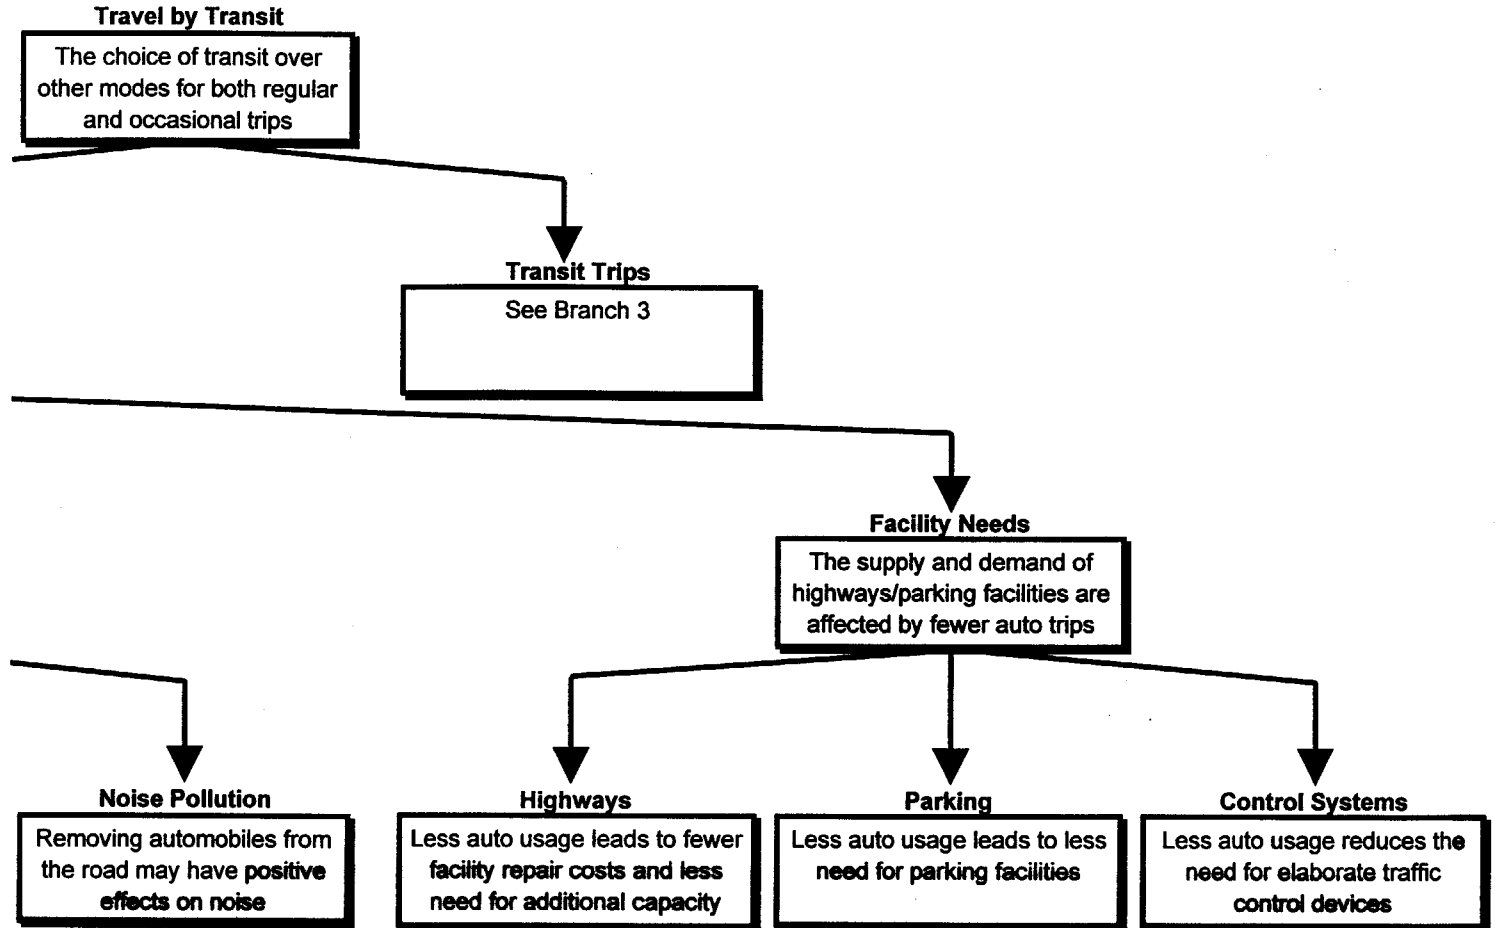 Travel by Transit
The choice of transit over
other modes for both regular
and occasional trips
Transit Trips
See Branch 3
Facility Needs
The supply and demand of
highways/parking facilities are
affected by fewer auto trips
Noise Pollution
Removing automobiles from
the road may have positive
effects on noise
Highways
Less auto usage leads to fewer
facility repair costs and less
need for additional capacity
Parking
Less auto usage leads to less
need for parking facilities
Control Systems
Less auto usage reduces the
need for elaborate traffic
control devices